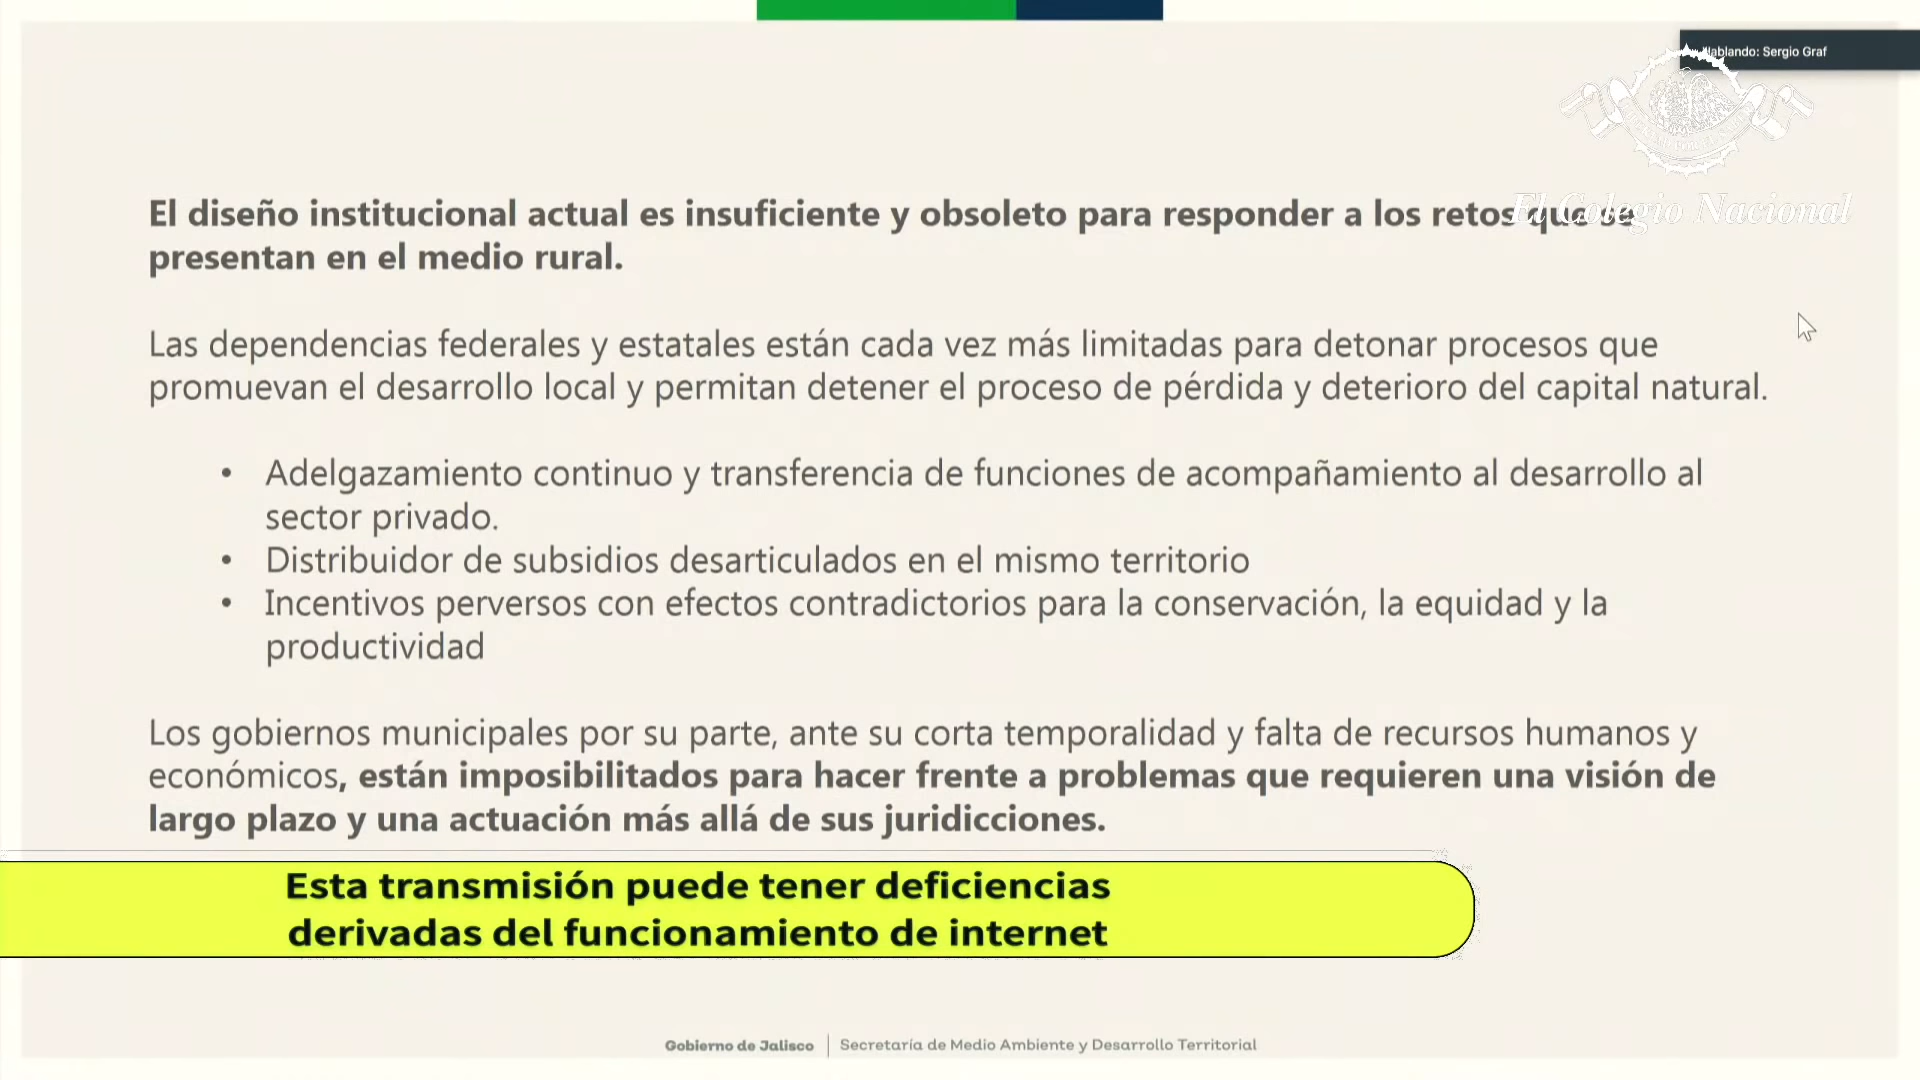 Hablando: Sergio Graf
El Colegio Nacional
El diseño institucional actual es insuficiente y obsoleto para responder a los retos que se
presentan en el medio rural.
Las dependencias federales y estatales están cada vez más limitadas para detonar procesos que
promuevan el desarrollo local y permitan detener el proceso de pérdida y deterioro del capital natural.
• Adelgazamiento continuo y transferencia de funciones de acompañamiento al desarrollo al
sector privado.
• Distribuidor de subsidios desarticulados en el mismo territorio
• Incentivos perversos con efectos contradictorios para la conservación, la equidad y la
productividad
Los gobiernos municipales por su parte, ante su corta temporalidad y falta de recursos humanos y
económicos, están imposibilitados para hacer frente a problemas que requieren una visión de
largo plazo y una actuación más allá de sus juridicciones.
Esta transmisión puede tener deficiencias
derivadas del funcionamiento de internet
Gobierno de Jalisco | Secretaría de Medio Ambiente y Desarrollo Territorial